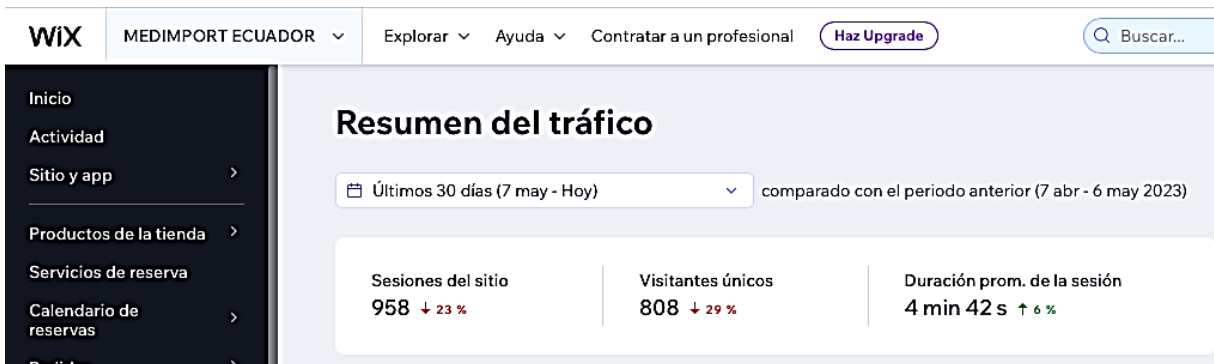 WiX MEDIMPORT ECUADOR Explorar Ayuda Contratar a un profesional Haz Upgrade Buscar...
Inicio
Actividad
Sitio y app
Productos de la tienda
Servicios de reserva
Calendario de
reservas
Resumen del tráfico
Últimos 30 días (7 may - Hoy) comparado con el periodo anterior (7 abr - 6 may 2023)
Sesiones del sitio
958 ↓ 23 %
Visitantes únicos
808 ↓ 29 %
Duración prom. de la sesión
4 min 42 s ↑ 6 %